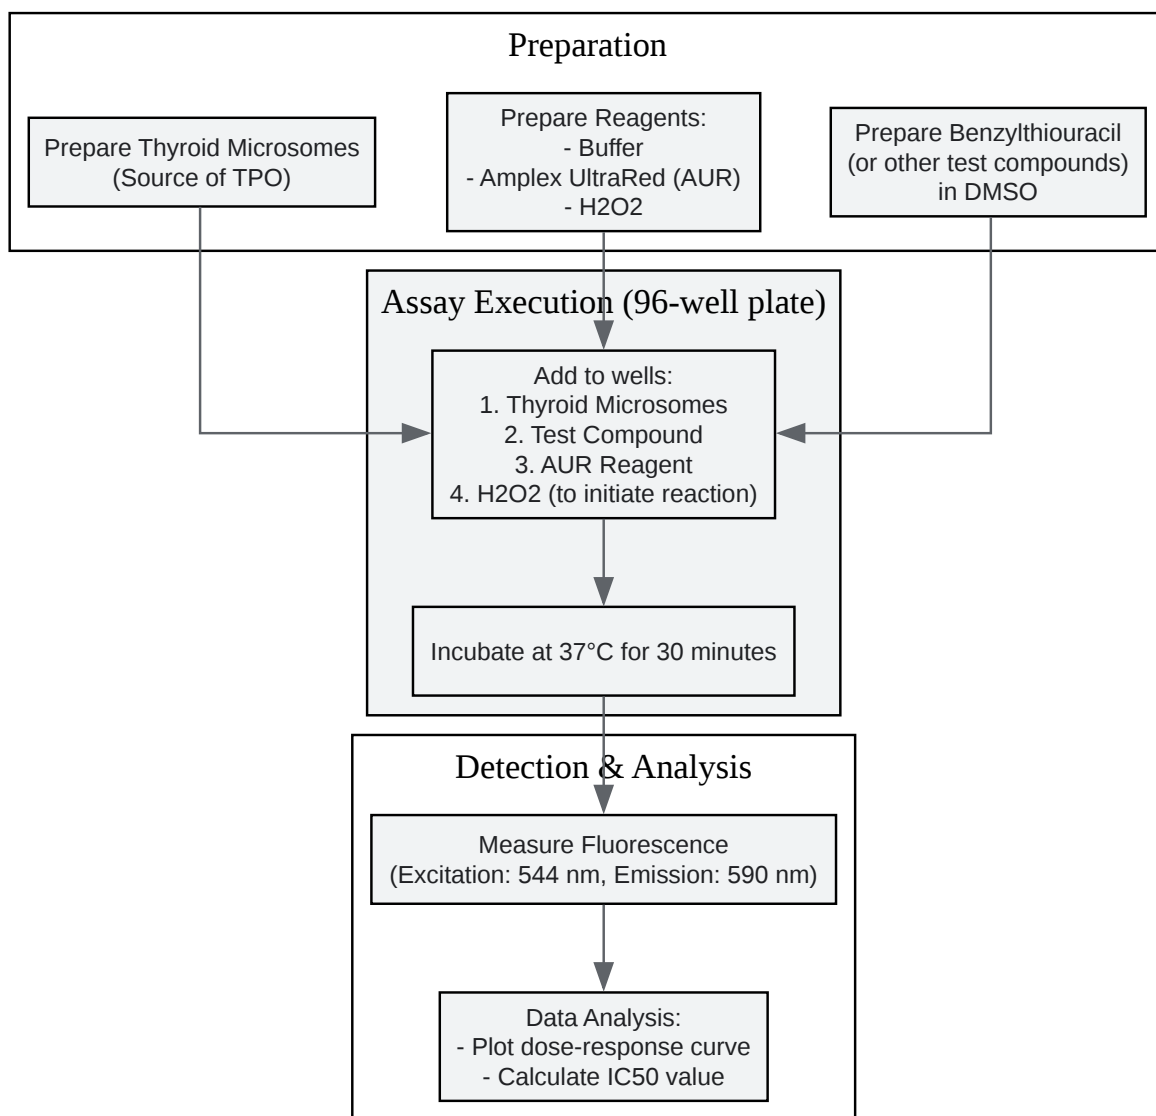 Preparation
Prepare Thyroid Microsomes
(Source of TPO)
Prepare Reagents:
- Buffer
- Amplex UltraRed (AUR)
- H2O2
Prepare Benzylthiouracil
(or other test compounds)
in DMSO
Assay Execution (96-well plate)
Add to wells:
1. Thyroid Microsomes
2. Test Compound
3. AUR Reagent
4. H2O2 (to initiate reaction)
Incubate at 37°C for 30 minutes
Detection & Analysis
Measure Fluorescence
(Excitation: 544 nm, Emission: 590 nm)
Data Analysis:
- Plot dose-response curve
- Calculate IC50 value